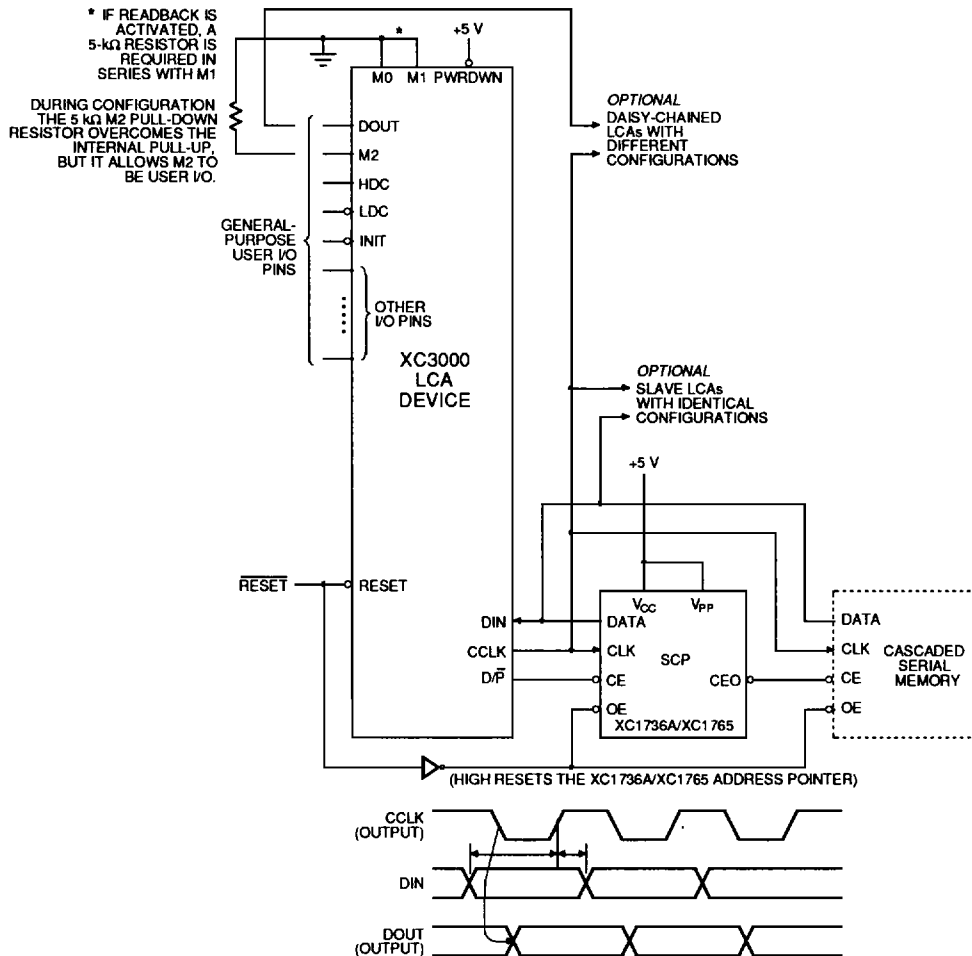 * IF READBACK IS
ACTIVATED, A
5-kΩ RESISTOR IS
REQUIRED IN
SERIES WITH M1
+5 V
*
M0 M1 PWRDWN
DURING CONFIGURATION
THE 5 kΩ M2 PULL-DOWN
RESISTOR OVERCOMES THE
INTERNAL PULL-UP,
BUT IT ALLOWS M2 TO
BE USER I/O.
OPTIONAL
DAISY-CHAINED
LCAs WITH
DIFFERENT
CONFIGURATIONS
DOUT
M2
HDC
LDC
INIT
GENERAL-
PURPOSE
USER I/O
PINS
OTHER
I/O PINS
XC3000
LCA
DEVICE
OPTIONAL
SLAVE LCAs
WITH IDENTICAL
CONFIGURATIONS
+5 V
RESET
RESET
VCC VPP
DIN
CCLK
D/P
DATA
CLK
CE
OE
SCP
CEO
XC1736A/XC1765
DATA
CLK
CE
OE
CASCADED
SERIAL
MEMORY
(HIGH RESETS THE XC1736A/XC1765 ADDRESS POINTER)
CCLK
(OUTPUT)
DIN
DOUT
(OUTPUT)